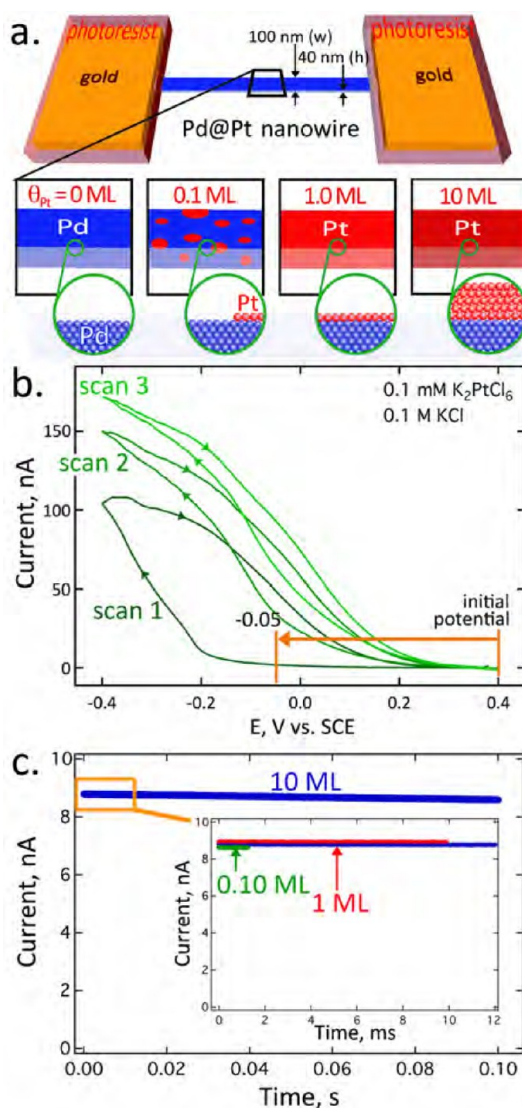 a.
photoresist
photoresist
100 nm (w)
40 nm (h)
gold
gold
Pd@Pt nanowire
θPt = 0 ML
0.1 ML
1.0 ML
10 ML
Pd
Pt
Pt
Pt
Pd
b.
scan 3
0.1 mM K2PtCl6
0.1 M KCl
150
scan 2
100
Current, nA
scan 1
50
-0.05
initial
potential
0
-0.4
-0.2
0.0
0.2
0.4
E, V vs. SCE
c.
10
10 ML
8
6
4
2
0
Current, nA
10
8
6
4
2
0
Current, nA
0.10 ML
1 ML
0 2 4 6 8 10 12
Time, ms
0.00 0.02 0.04 0.06 0.08 0.10
Time, s